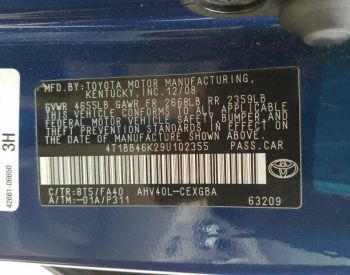 MFD.BY:TOYOTA MOTOR MANUFACTURING,
KENTUCKY, INC. 12/08
GVWR 4655LB GAWR FR 2668LB RR 2359LB
THIS VEHICLE CONFORMS TO ALL APPLICABLE
FEDERAL MOTOR VEHICLE SAFETY, BUMPER, AND
THEFT PREVENTION STANDARDS IN EFFECT ON
THE DATE OF MANUFACTURE SHOWN ABOVE.
4T1BB46K29U102355 PASS.CAR
C/TR:8T5/FA40 AHV40L-CEXGBA
A/TM:-01A/P311 63209
TOYOTA
3H
42661-06650